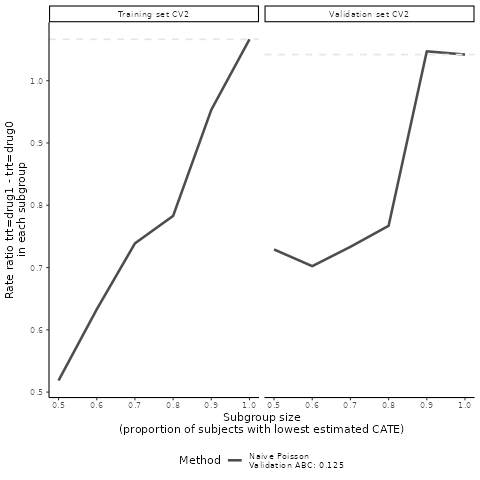 Training set CV2
Validation set CV2
Rate ratio trt=drug1 - trt=drug0
in each subgroup
1.0
0.9
0.8
0.7
0.6
0.5
0.5 0.6 0.7 0.8 0.9 1.0
0.5 0.6 0.7 0.8 0.9 1.0
Subgroup size
(proportion of subjects with lowest estimated CATE)
Method
Naive Poisson
Validation ABC: 0.125